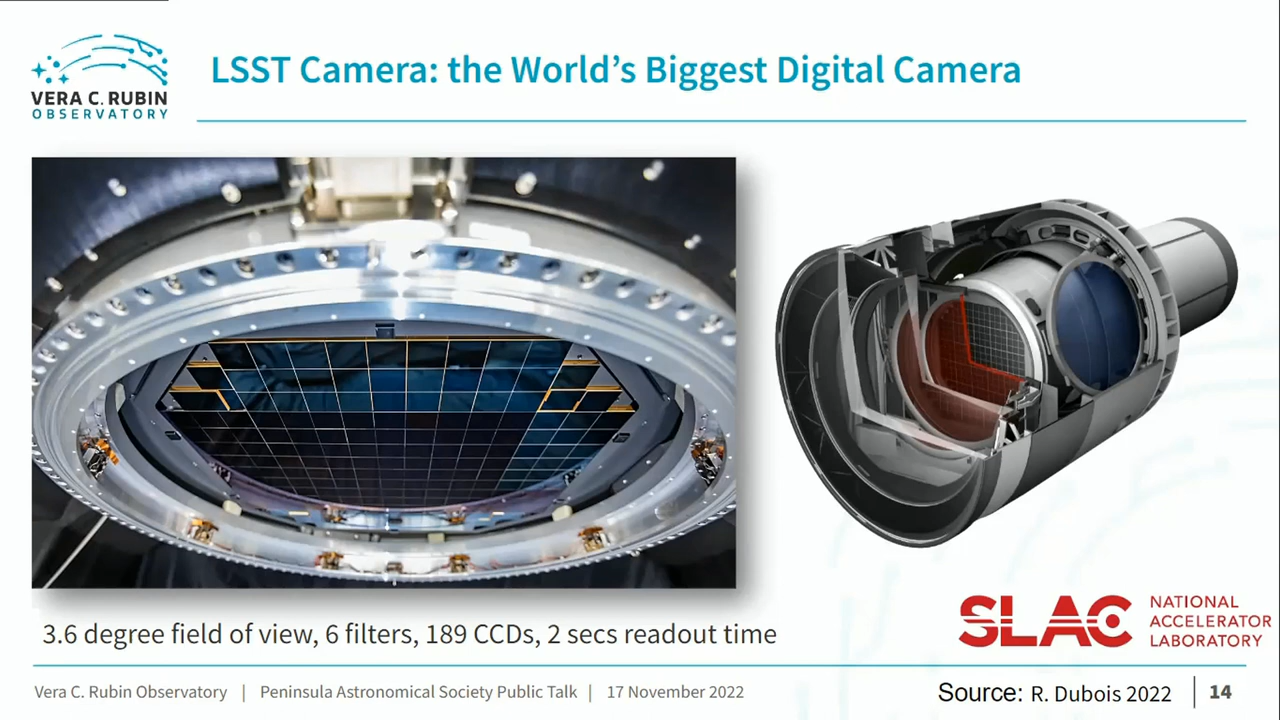 LSST Camera: the World's Biggest Digital Camera
VERA C. RUBIN
OBSERVATORY
3.6 degree field of view, 6 filters, 189 CCDs, 2 secs readout time
SLAC
NATIONAL
ACCELERATOR
LABORATORY
Vera C. Rubin Observatory | Peninsula Astronomical Society Public Talk | 17 November 2022
Source: R. Dubois 2022 | 14